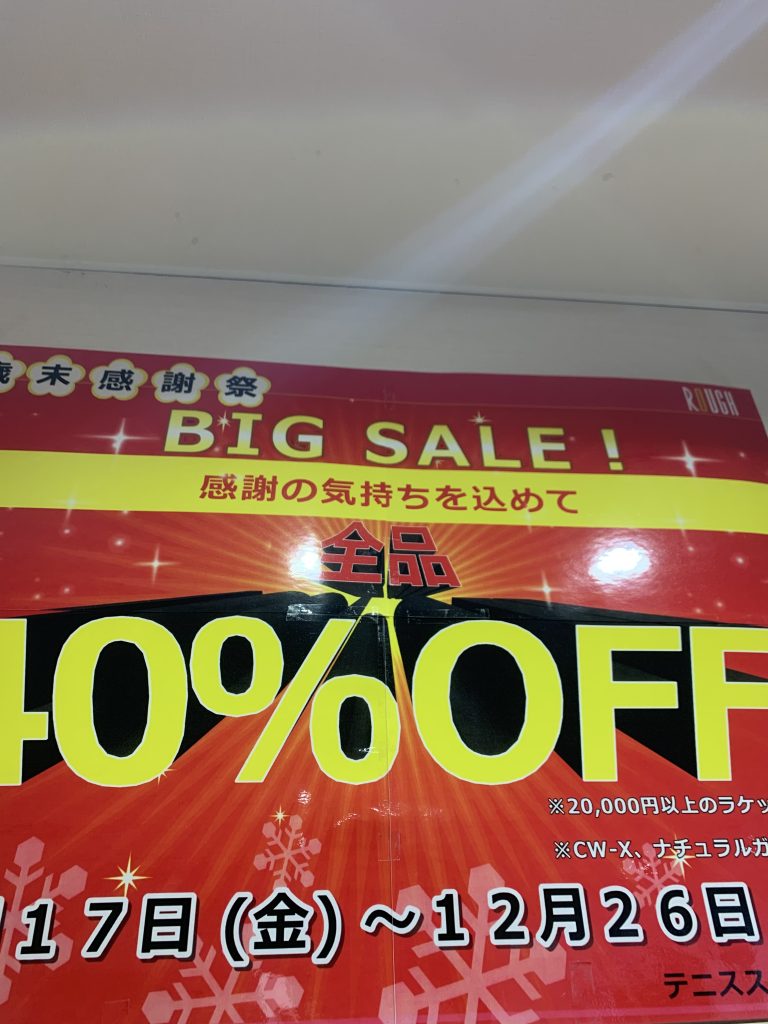 歳末感謝祭
ROUGH
BIG SALE!
感謝の気持ちを込めて
全品
40%OFF
※20,000円以上のラケッ
※CW-X、ナチュラルガ
月17日(金)～12月26日
テニスス